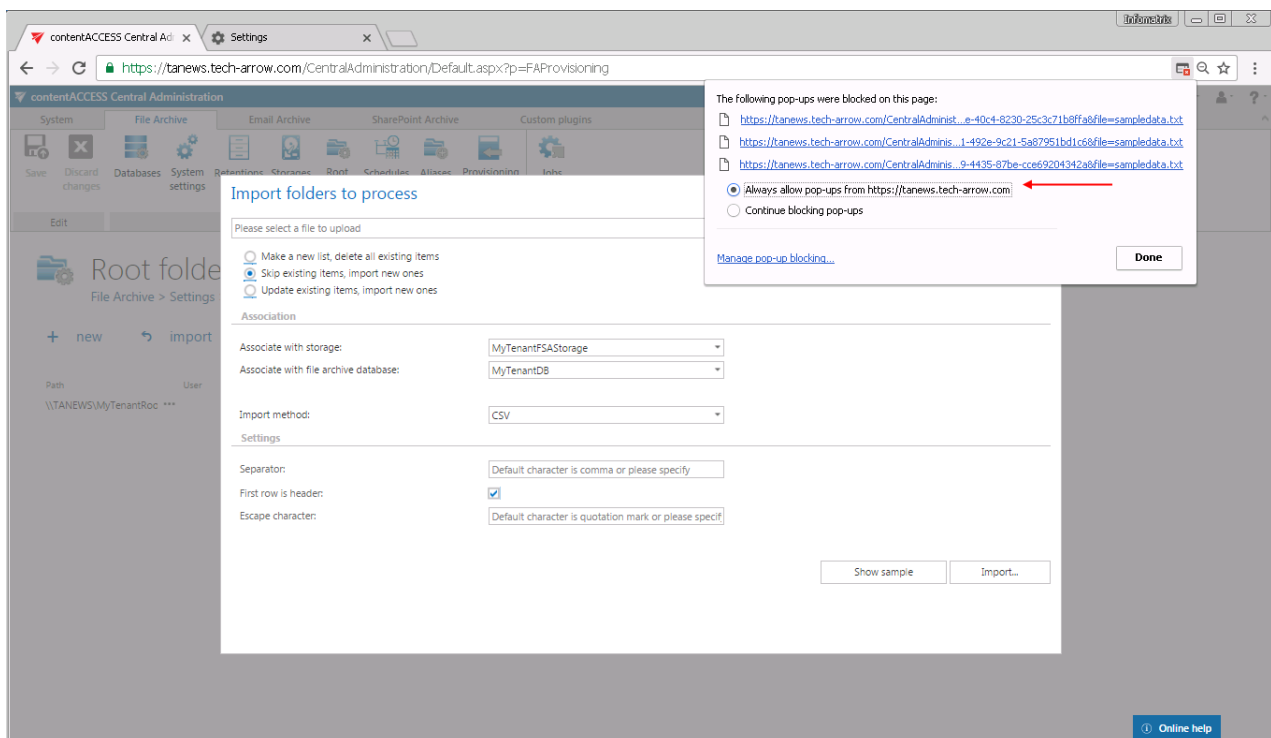 Infometrix
contentACCESS Central Ad
Settings
https://tanews.tech-arrow.com/CentralAdministration/Default.aspx?p=FAProvisioning
contentACCESS Central Administration
System File Archive Email Archive SharePoint Archive Custom plugins
Save Discard changes Databases System settings Retentions Storages Root Schedules Aliases Provisioning Jobs
Edit
The following pop-ups were blocked on this page:
https://tanews.tech-arrow.com/CentralAdminist...e-40c4-8230-25c3c71b8ffa&file=sampledata.txt
https://tanews.tech-arrow.com/CentralAdminis...1-492e-9c21-5a87951bd1c68&file=sampledata.txt
https://tanews.tech-arrow.com/CentralAdminis...9-4435-87be-cce69204342a&file=sampledata.txt
Always allow pop-ups from https://tanews.tech-arrow.com
Continue blocking pop-ups
Manage pop-up blocking...
Done
Root folde
File Archive > Settings
+ new
import
Path User
\\TANEWS\MyTenantRoc ***
Import folders to process
Please select a file to upload
Make a new list, delete all existing items
Skip existing items, import new ones
Update existing items, import new ones
Association
Associate with storage: MyTenantFSAStorage
Associate with file archive database: MyTenantDB
Import method: CSV
Settings
Separator: Default character is comma or please specify
First row is header:
Escape character: Default character is quotation mark or please specif
Show sample
Import...
Online help